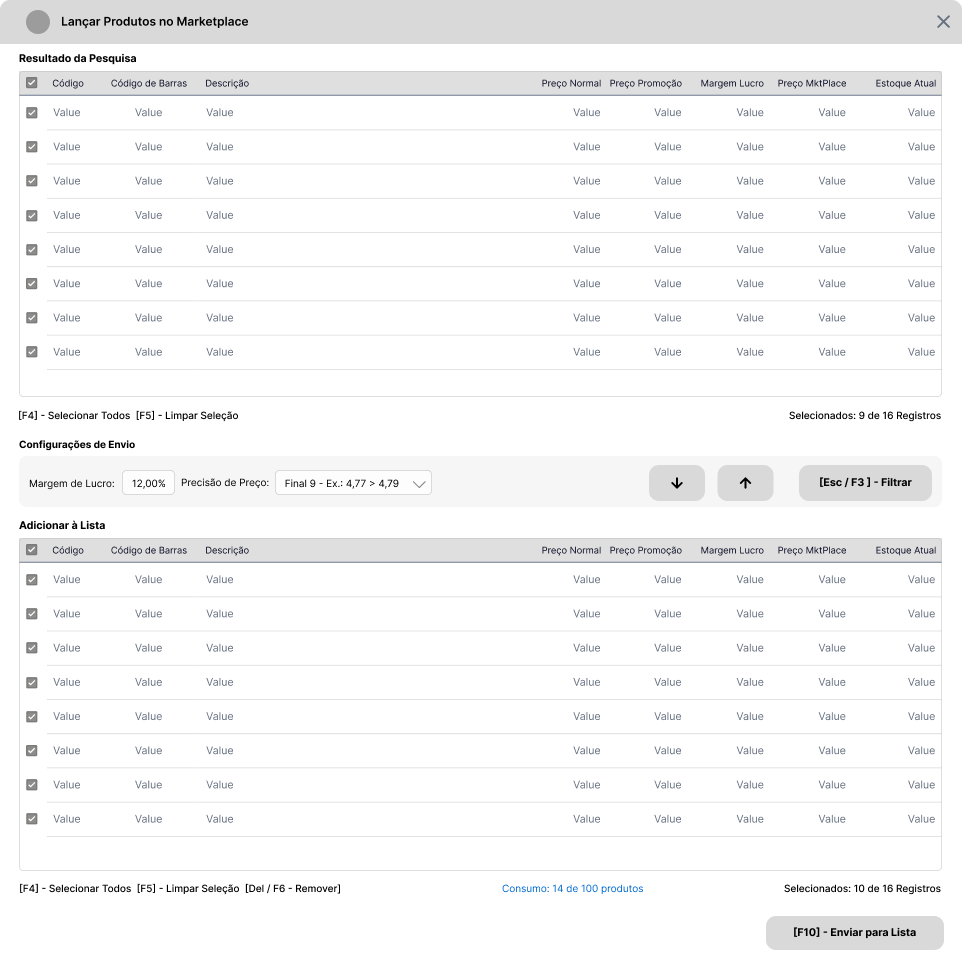 Lançar Produtos no Marketplace
Resultado da Pesquisa
Código Código de Barras Descrição Preço Normal Preço Promoção Margem Lucro Preço MktPlace Estoque Atual
Value Value Value Value Value Value Value Value
Value Value Value Value Value Value Value Value
Value Value Value Value Value Value Value Value
Value Value Value Value Value Value Value Value
Value Value Value Value Value Value Value Value
Value Value Value Value Value Value Value Value
Value Value Value Value Value Value Value Value
Value Value Value Value Value Value Value Value
[F4] - Selecionar Todos [F5] - Limpar Seleção Selecionados: 9 de 16 Registros
Configurações de Envio
Margem de Lucro: 12,00% Precisão de Preço: Final 9 - Ex.: 4,77 > 4,79 [Esc / F3 ] - Filtrar
Adicionar à Lista
Código Código de Barras Descrição Preço Normal Preço Promoção Margem Lucro Preço MktPlace Estoque Atual
Value Value Value Value Value Value Value Value
Value Value Value Value Value Value Value Value
Value Value Value Value Value Value Value Value
Value Value Value Value Value Value Value Value
Value Value Value Value Value Value Value Value
Value Value Value Value Value Value Value Value
Value Value Value Value Value Value Value Value
Value Value Value Value Value Value Value Value
[F4] - Selecionar Todos [F5] - Limpar Seleção [Del / F6 - Remover] Consumo: 14 de 100 produtos Selecionados: 10 de 16 Registros
[F10] - Enviar para Lista